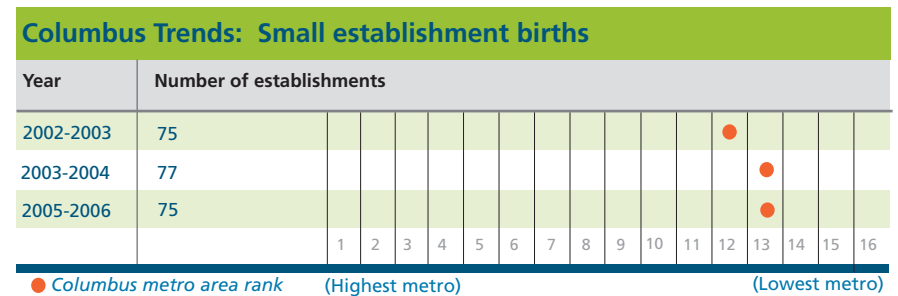 Columbus Trends: Small establishment births
Year Number of establishments
2002-2003 75
2003-2004 77
2005-2006 75
1 2 3 4 5 6 7 8 9 10 11 12 13 14 15 16
Columbus metro area rank (Highest metro) (Lowest metro)